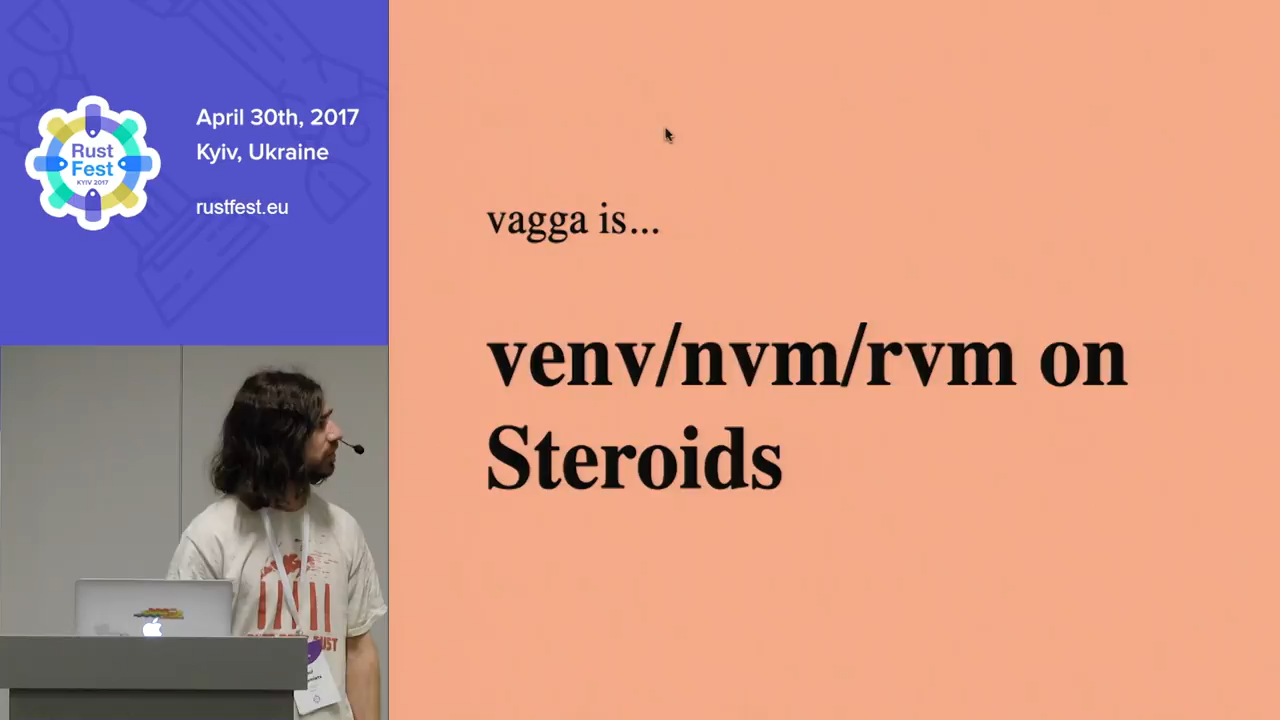 April 30th, 2017
Kyiv, Ukraine
rustfest.eu
Rust
Fest
KYIV 2017
vagga is...
venv/nvm/rvm on
Steroids